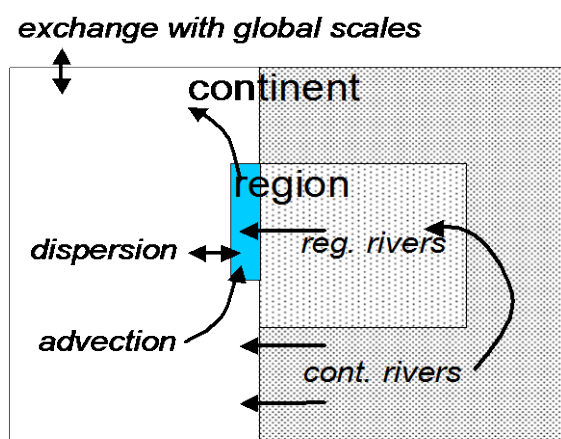 exchange with global scales
continent
region
dispersion
reg. rivers
advection
cont. rivers